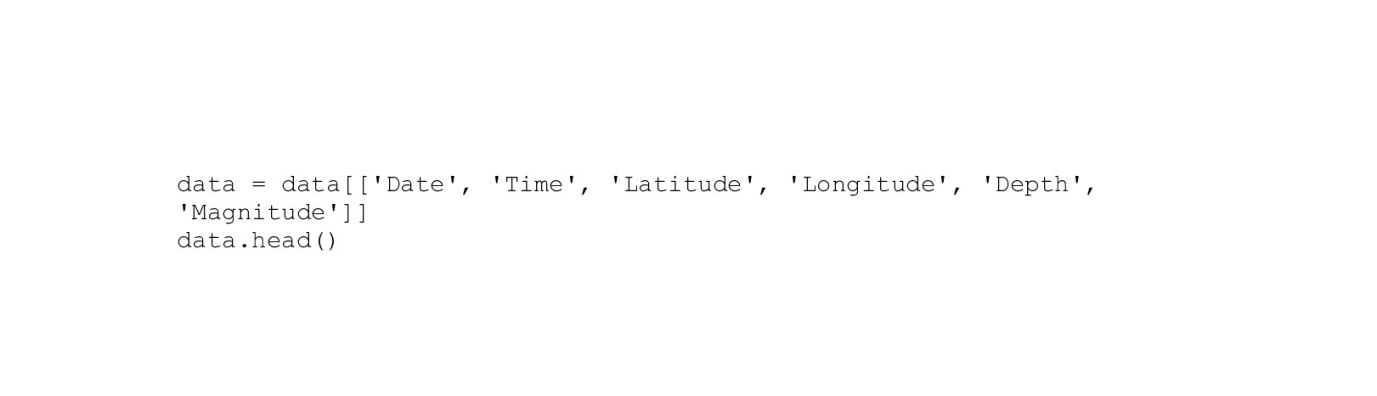 data = data[['Date', 'Time', 'Latitude', 'Longitude', 'Depth',
'Magnitude']]
data.head()